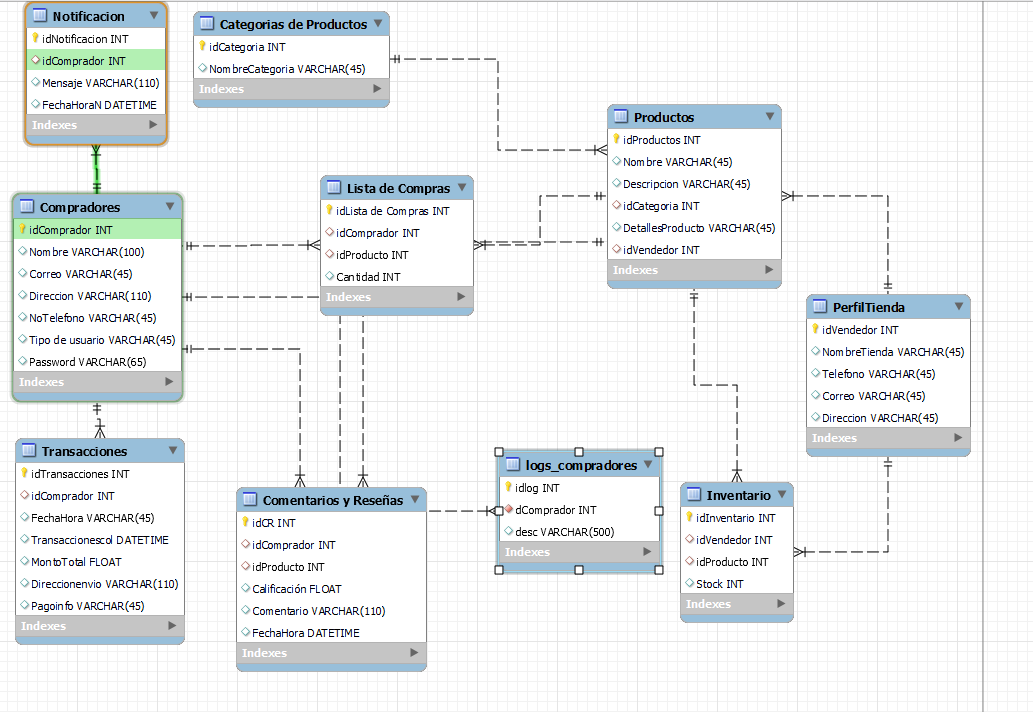 Notificacion
idNotificacion INT
idComprador INT
Mensaje VARCHAR(110)
FechaHoraN DATETIME
Indexes
Categorias de Productos
idCategoria INT
NombreCategoria VARCHAR(45)
Indexes
Productos
idProductos INT
Nombre VARCHAR(45)
Descripcion VARCHAR(45)
idCategoria INT
DetallesProducto VARCHAR(45)
idVendedor INT
Indexes
Lista de Compras
idLista de Compras INT
idComprador INT
idProducto INT
Cantidad INT
Indexes
Compradores
idComprador INT
Nombre VARCHAR(100)
Correo VARCHAR(45)
Direccion VARCHAR(110)
NoTelefono VARCHAR(45)
Tipo de usuario VARCHAR(45)
Password VARCHAR(65)
Indexes
PerfilTienda
idVendedor INT
NombreTienda VARCHAR(45)
Telefono VARCHAR(45)
Correo VARCHAR(45)
Direccion VARCHAR(45)
Indexes
Transacciones
idTransacciones INT
idComprador INT
FechaHora VARCHAR(45)
Transaccionescol DATETIME
MontoTotal FLOAT
Direccionenvio VARCHAR(110)
Pagoinfo VARCHAR(45)
Indexes
Comentarios y Reseñas
idCR INT
idComprador INT
idProducto INT
Calificación FLOAT
Comentario VARCHAR(110)
FechaHora DATETIME
Indexes
logs_compradores
idlog INT
dComprador INT
desc VARCHAR(500)
Indexes
Inventario
idInventario INT
idVendedor INT
idProducto INT
Stock INT
Indexes